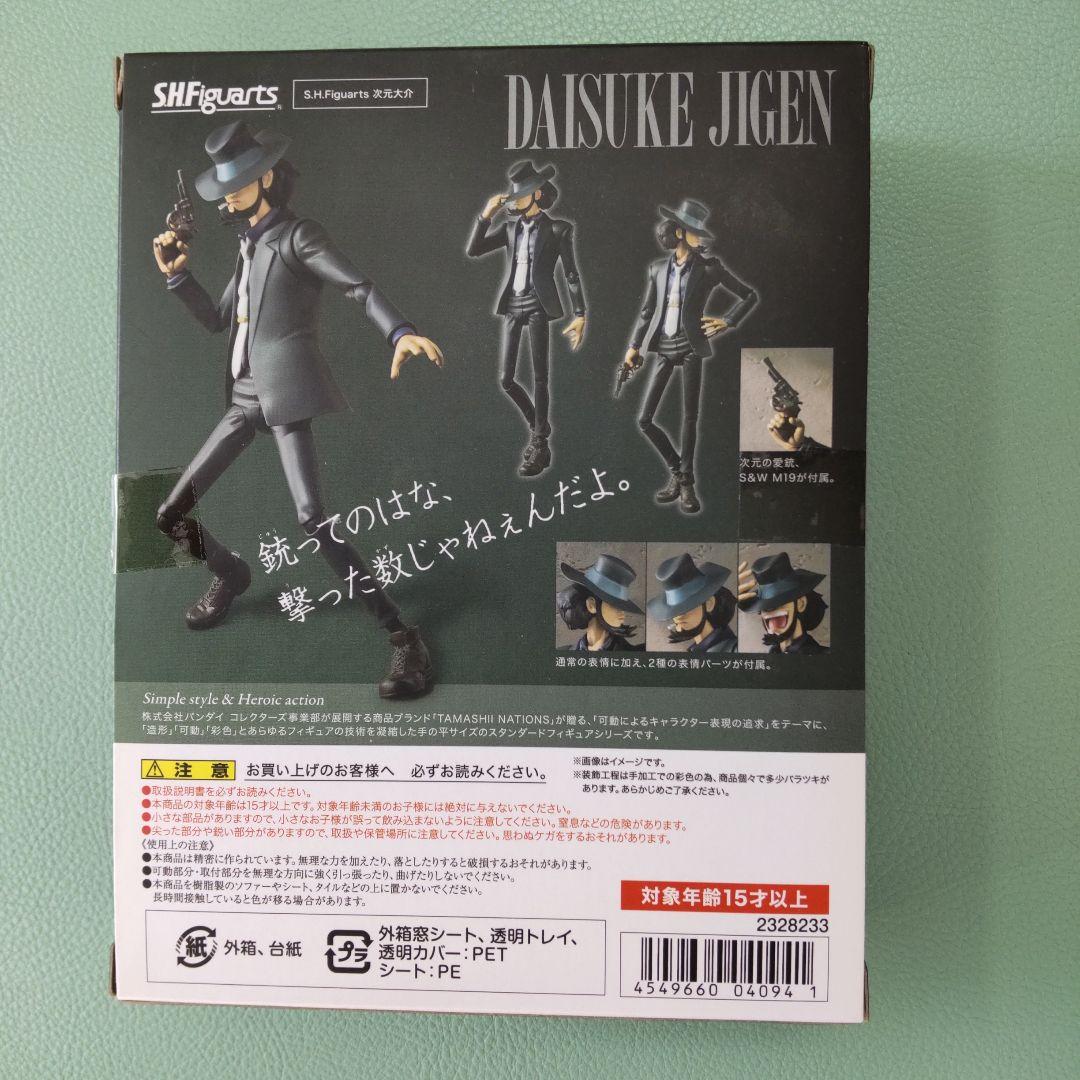 S.H.Figuarts
S.H.Figuarts 次元大介
DAISUKE JIGEN
次元の愛銃、
S&W M19が付属。
銃ってのはな、
撃った数じゃねぇんだよ。
通常の表情に加え、2種の表情パーツが付属。
Simple style & Heroic action
株式会社バンダイ コレクターズ事業部が展開する商品ブランド「TAMASHII NATIONS」が贈る、「可動によるキャラクター表現の追求」をテーマに、
「造形」「可動」「彩色」とあらゆるフィギュアの技術を凝縮した手の平サイズのスタンダードフィギュアシリーズです。
注意 お買い上げのお客様へ 必ずお読みください。
※画像はイメージです。
※装飾工程は手加工での彩色の為、商品個々で多少バラツキが
あります。あらかじめご了承ください。
●取扱説明書を必ずお読みください。
●本商品の対象年齢は15才以上です。対象年齢未満のお子様には絶対に与えないでください。
●小さな部品がありますので、小さなお子様が誤って飲み込まないように注意してください。窒息などの危険があります。
●尖った部分や鋭い部分がありますので、取扱や保管場所に注意してください。思わぬケガをするおそれがあります。
《使用上の注意》
●本商品は精密に作られています。無理な力を加えたり、落としたりすると破損するおそれがあります。
●可動部分・取付部分を無理な方向に強く引っ張ったり、曲げたりしないでください。
●本商品を樹脂製のソファーやシート、タイルなどの上に置かないでください。
長時間接触していると色が移る場合があります。
対象年齢15才以上
2328233
紙 外箱、台紙
プラ 外箱窓シート、透明トレイ、
透明カバー:PET
シート:PE
4549660 04094 1